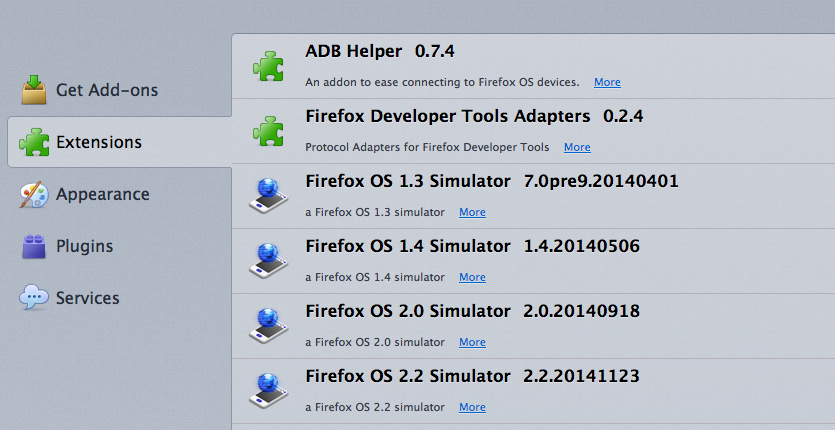 Get Add-ons
Extensions
Appearance
Plugins
Services
ADB Helper 0.7.4
An addon to ease connecting to Firefox OS devices. More
Firefox Developer Tools Adapters 0.2.4
Protocol Adapters for Firefox Developer Tools More
Firefox OS 1.3 Simulator 7.0pre9.20140401
a Firefox OS 1.3 simulator More
Firefox OS 1.4 Simulator 1.4.20140506
a Firefox OS 1.4 simulator More
Firefox OS 2.0 Simulator 2.0.20140918
a Firefox OS 2.0 simulator More
Firefox OS 2.2 Simulator 2.2.20141123
a Firefox OS 2.2 simulator More